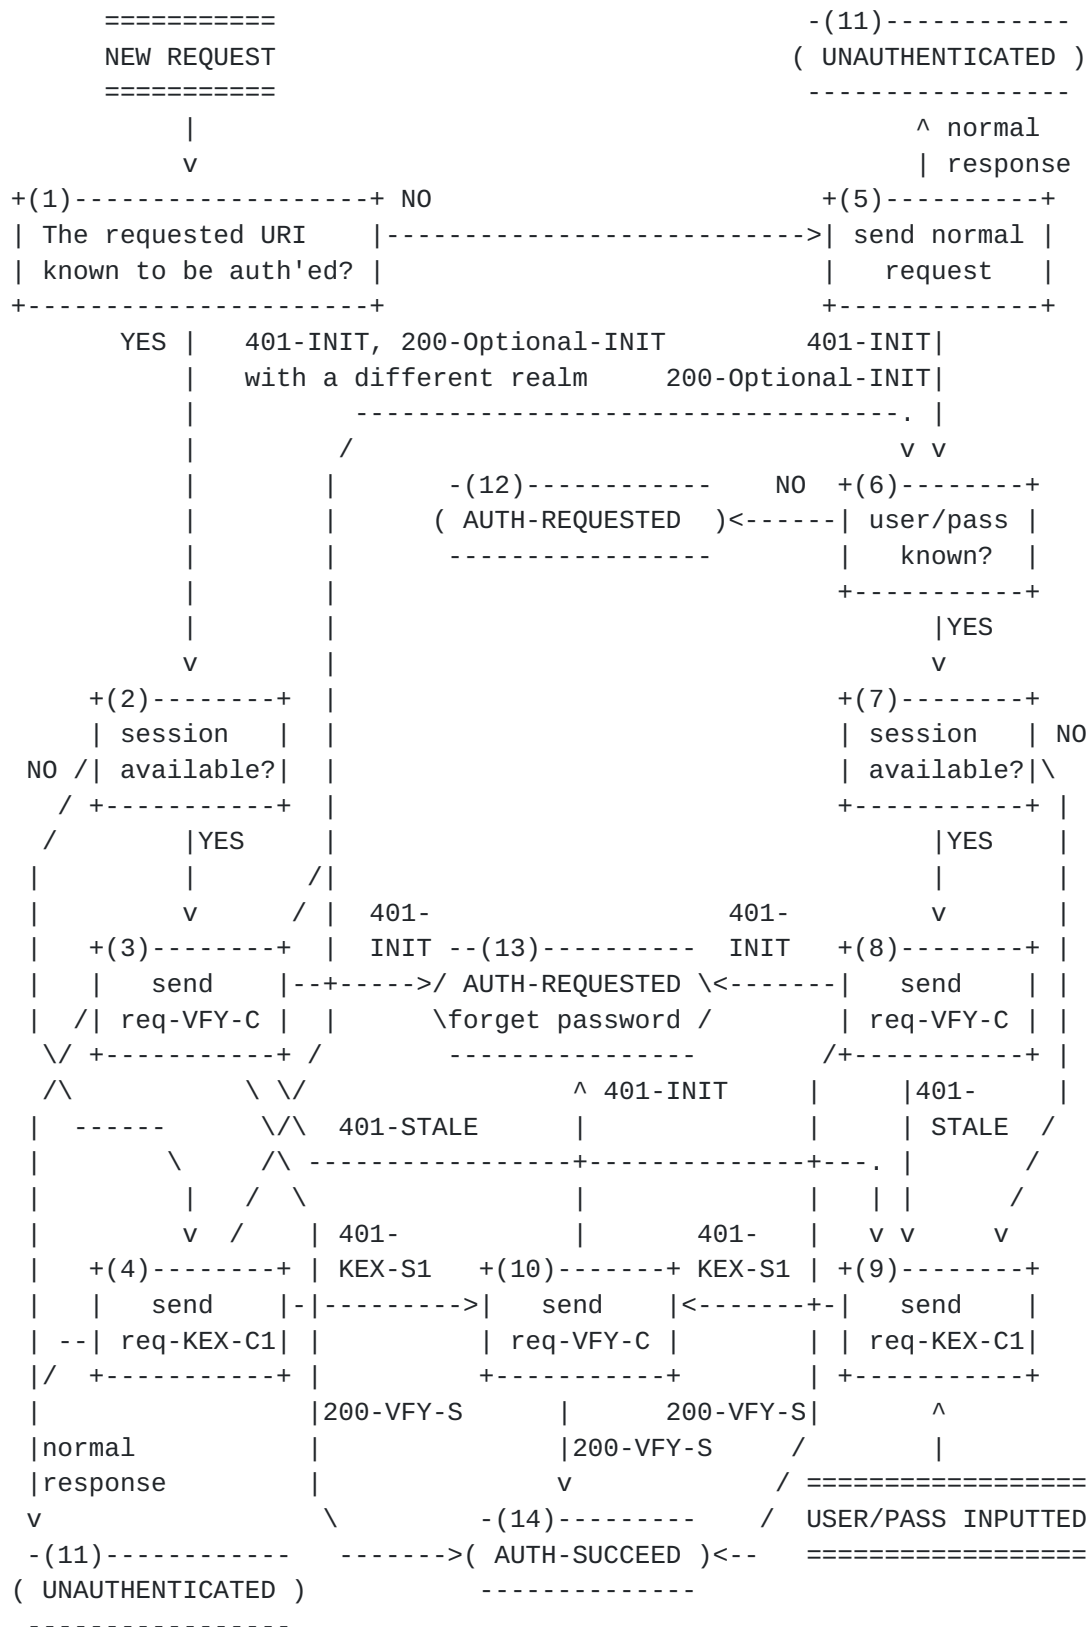 ===========                                  -(11)------------
      NEW REQUEST                                 ( UNAUTHENTICATED )
      ===========                                  -----------------
           |                                              ^ normal
           v                                              | response
+(1)-------------------+ NO                         +(5)----------+
| The requested URI    |--------------------------->| send normal |
| known to be auth'ed? |                            |   request   |
+----------------------+                            +-------------+
       YES |   401-INIT, 200-Optional-INIT         401-INIT|
           |   with a different realm     200-Optional-INIT|
           |          -----------------------------------. |
           |         /                                   v v
           |        |       -(12)------------    NO  +(6)--------+
           |        |      ( AUTH-REQUESTED  )<------| user/pass |
           |        |       -----------------        |   known?  |
           |        |                                +-----------+
           |        |                                      |YES
           v        |                                      v
     +(2)--------+  |                                +(7)--------+
     | session   |  |                                | session   | NO
 NO /| available?|  |                                | available?|\
   / +-----------+  |                                +-----------+ |
  /        |YES     |                                      |YES    |
 |         |       /|                                      |       |
 |         v      / |  401-                   401-         v       |
 |   +(3)--------+  |  INIT --(13)----------  INIT   +(8)--------+ |
 |   |   send    |--+----->/ AUTH-REQUESTED \<-------|   send    | |
 |  /| req-VFY-C |  |      \forget password /        | req-VFY-C | |
  \/ +-----------+ /        ----------------        /+-----------+ |
  /\           \ \/                 ^ 401-INIT     |     |401-     |
 |  ------      \/\  401-STALE      |              |     | STALE  /
 |        \     /\ -----------------+--------------+---. |       /
 |         |   /  \                 |              |   | |      /
 |         v  /    | 401-           |       401-   |   v v     v
 |   +(4)--------+ | KEX-S1   +(10)-------+ KEX-S1 | +(9)--------+
 |   |   send    |-|--------->|   send    |<-------+-|   send    |
 | --| req-KEX-C1| |          | req-VFY-C |        | | req-KEX-C1|
 |/  +-----------+ |          +-----------+        | +-----------+
 |                 |200-VFY-S      |      200-VFY-S|       ^
 |normal           |               |200-VFY-S     /        |
 |response         |               v             / ==================
 v                  \         -(14)---------    /  USER/PASS INPUTTED
 -(11)------------   ------->( AUTH-SUCCEED )<--   ==================
( UNAUTHENTICATED )           --------------
 -----------------